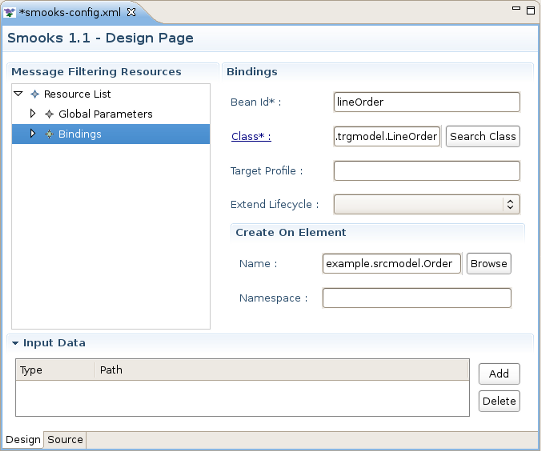 *smooks-config.xml
Smooks 1.1 - Design Page
Message Filtering Resources
Resource List
Global Parameters
Bindings
Bindings
Bean Id* :
lineOrder
Class* :
.trgmodel.LineOrder
Search Class
Target Profile :
Extend Lifecycle :
Create On Element
Name :
example.srcmodel.Order
Browse
Namespace :
Input Data
Type Path
Add
Delete
Design Source